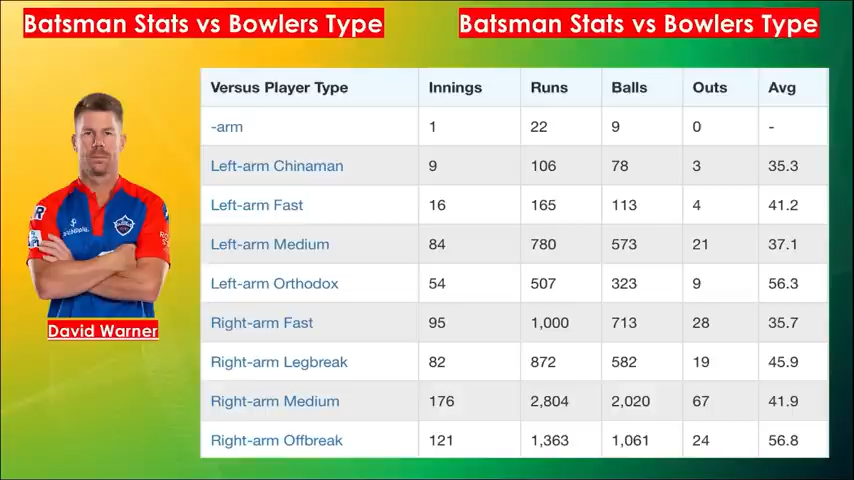 Batsman Stats vs Bowlers Type
Batsman Stats vs Bowlers Type
Versus Player Type Innings Runs Balls Outs Avg
-arm 1 22 9 0 -
Left-arm Chinaman 9 106 78 3 35.3
Left-arm Fast 16 165 113 4 41.2
Left-arm Medium 84 780 573 21 37.1
Left-arm Orthodox 54 507 323 9 56.3
Right-arm Fast 95 1,000 713 28 35.7
Right-arm Legbreak 82 872 582 19 45.9
Right-arm Medium 176 2,804 2,020 67 41.9
Right-arm Offbreak 121 1,363 1,061 24 56.8
David Warner